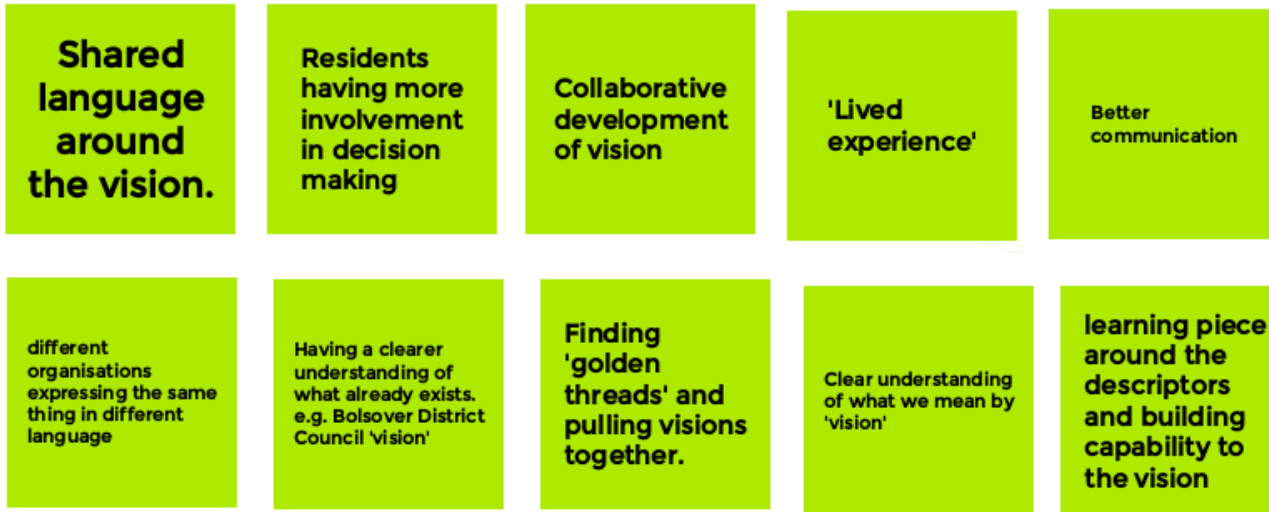 Shared
language
around
the vision.
Residents
having more
involvement
in decision
making
Collaborative
development
of vision
'Lived
experience'
Better
communication
different
organisations
expressing the same
thing in different
language
Having a clearer
understanding of
what already exists.
e.g. Bolsover District
Council 'vision'
Finding
'golden
threads' and
pulling visions
together.
Clear understanding
of what we mean by
'vision'
learning piece
around the
descriptors
and building
capability to
the vision